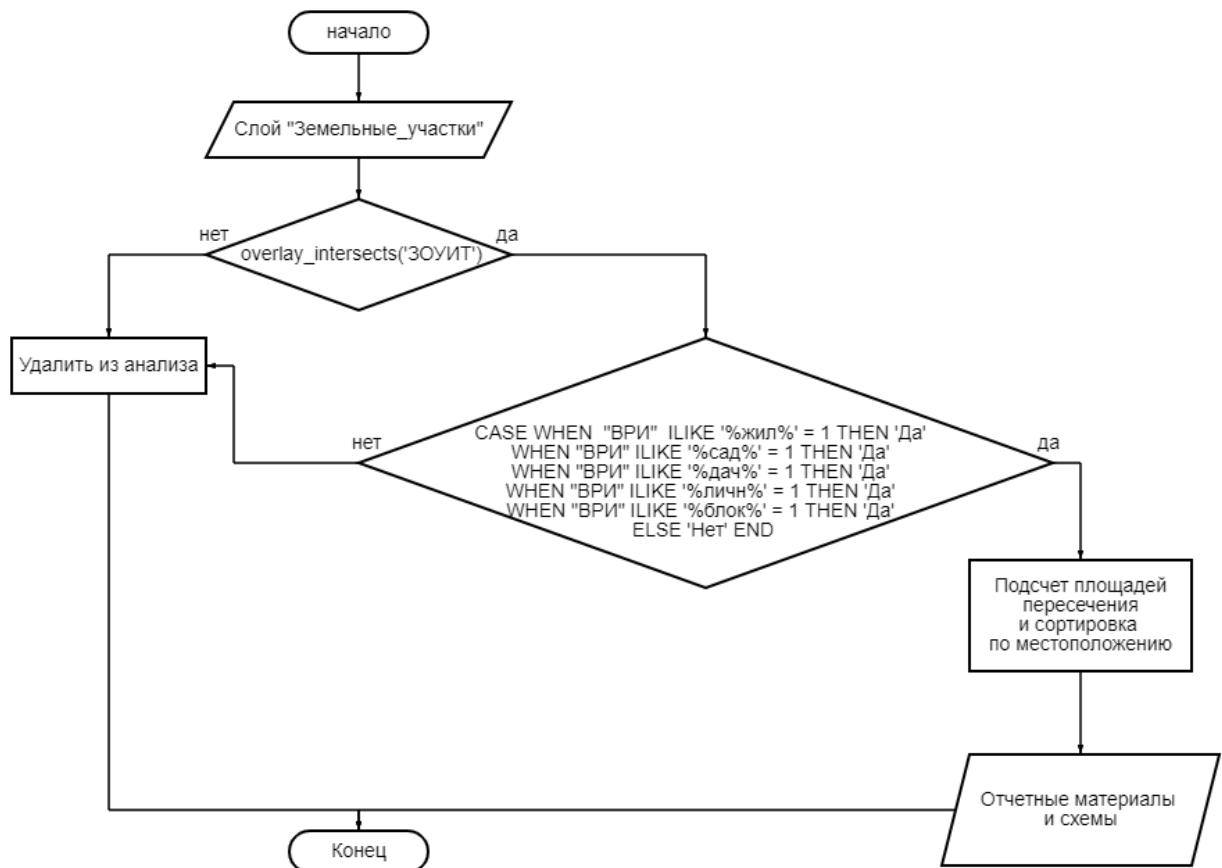 начало
Слой "Земельные_участки"
нет
да
overlay_intersects('ЗОУИТ')
Удалить из анализа
нет
да
CASE WHEN "ВРИ" ILIKE '%жил%' = 1 THEN 'Да'
WHEN "ВРИ" ILIKE '%сад%' = 1 THEN 'Да'
WHEN "ВРИ" ILIKE '%дач%' = 1 THEN 'Да'
WHEN "ВРИ" ILIKE '%личн%' = 1 THEN 'Да'
WHEN "ВРИ" ILIKE '%блок%' = 1 THEN 'Да'
ELSE 'Нет' END
Подсчет площадей
пересечения
и сортировка
по местоположению
Отчетные материалы
и схемы
Конец